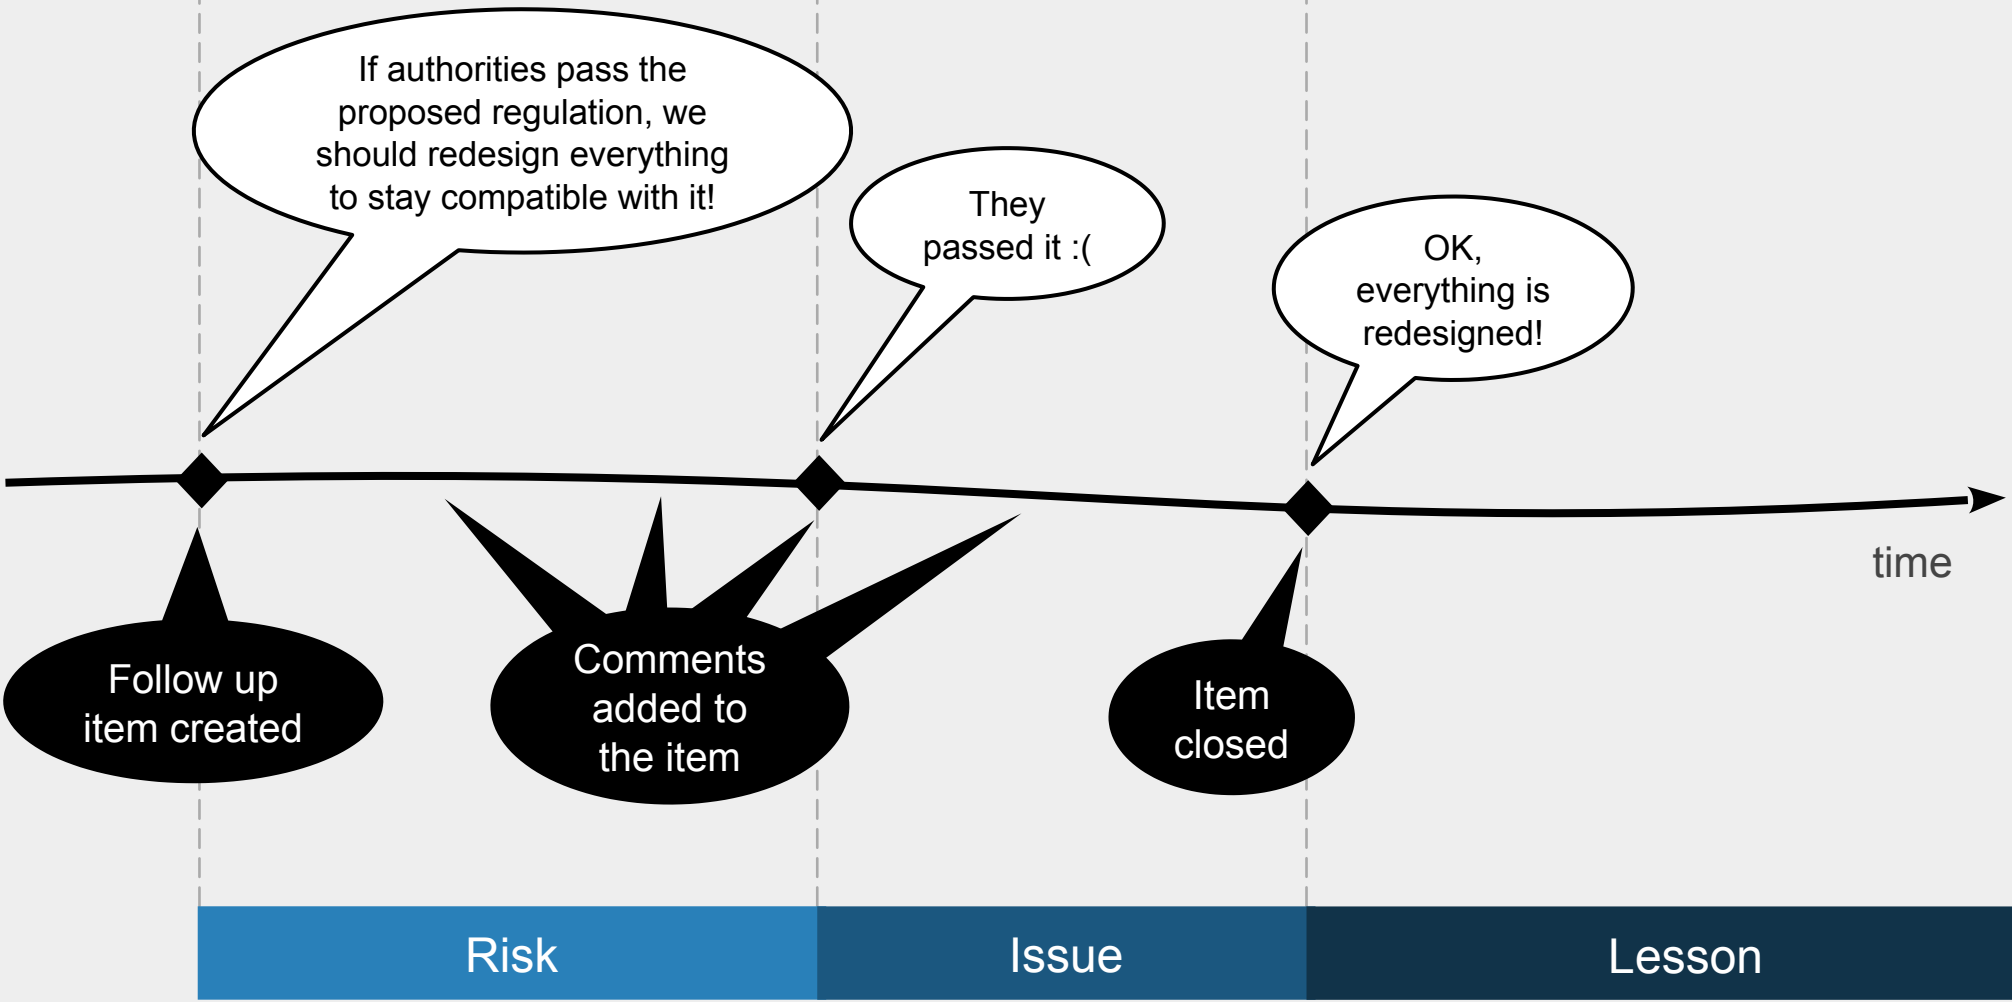 If authorities pass the
proposed regulation, we
should redesign everything
to stay compatible with it!
They
passed it :(
OK,
everything is
redesigned!
time
Follow up
item created
Comments
added to
the item
Item
closed
Risk
Issue
Lesson